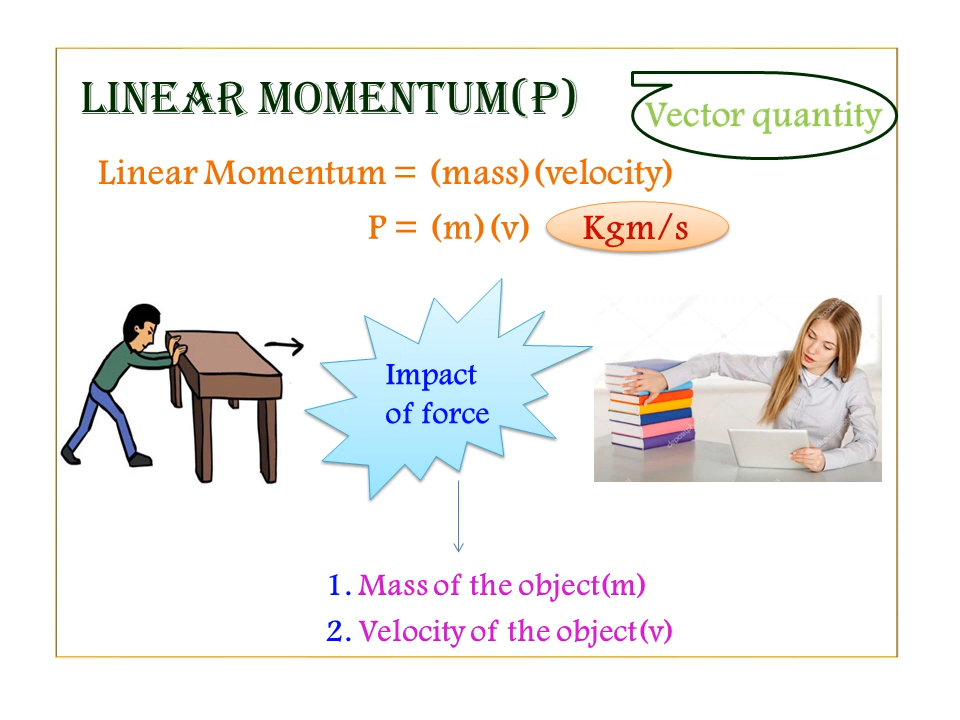 LINEAR MOMENTUM(P)
Vector quantity
Linear Momentum = (mass)(velocity)
P = (m)(v) Kgm/s
Impact
of force
1. Mass of the object(m)
2. Velocity of the object(v)